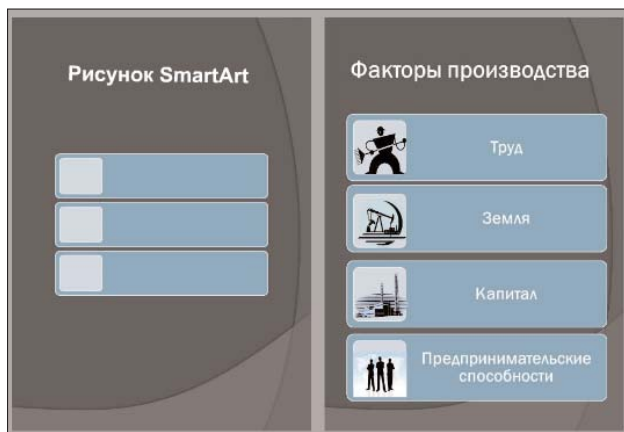 Рисунок SmartArt
Факторы производства
Труд
Земля
Капитал
Предпринимательские
способности